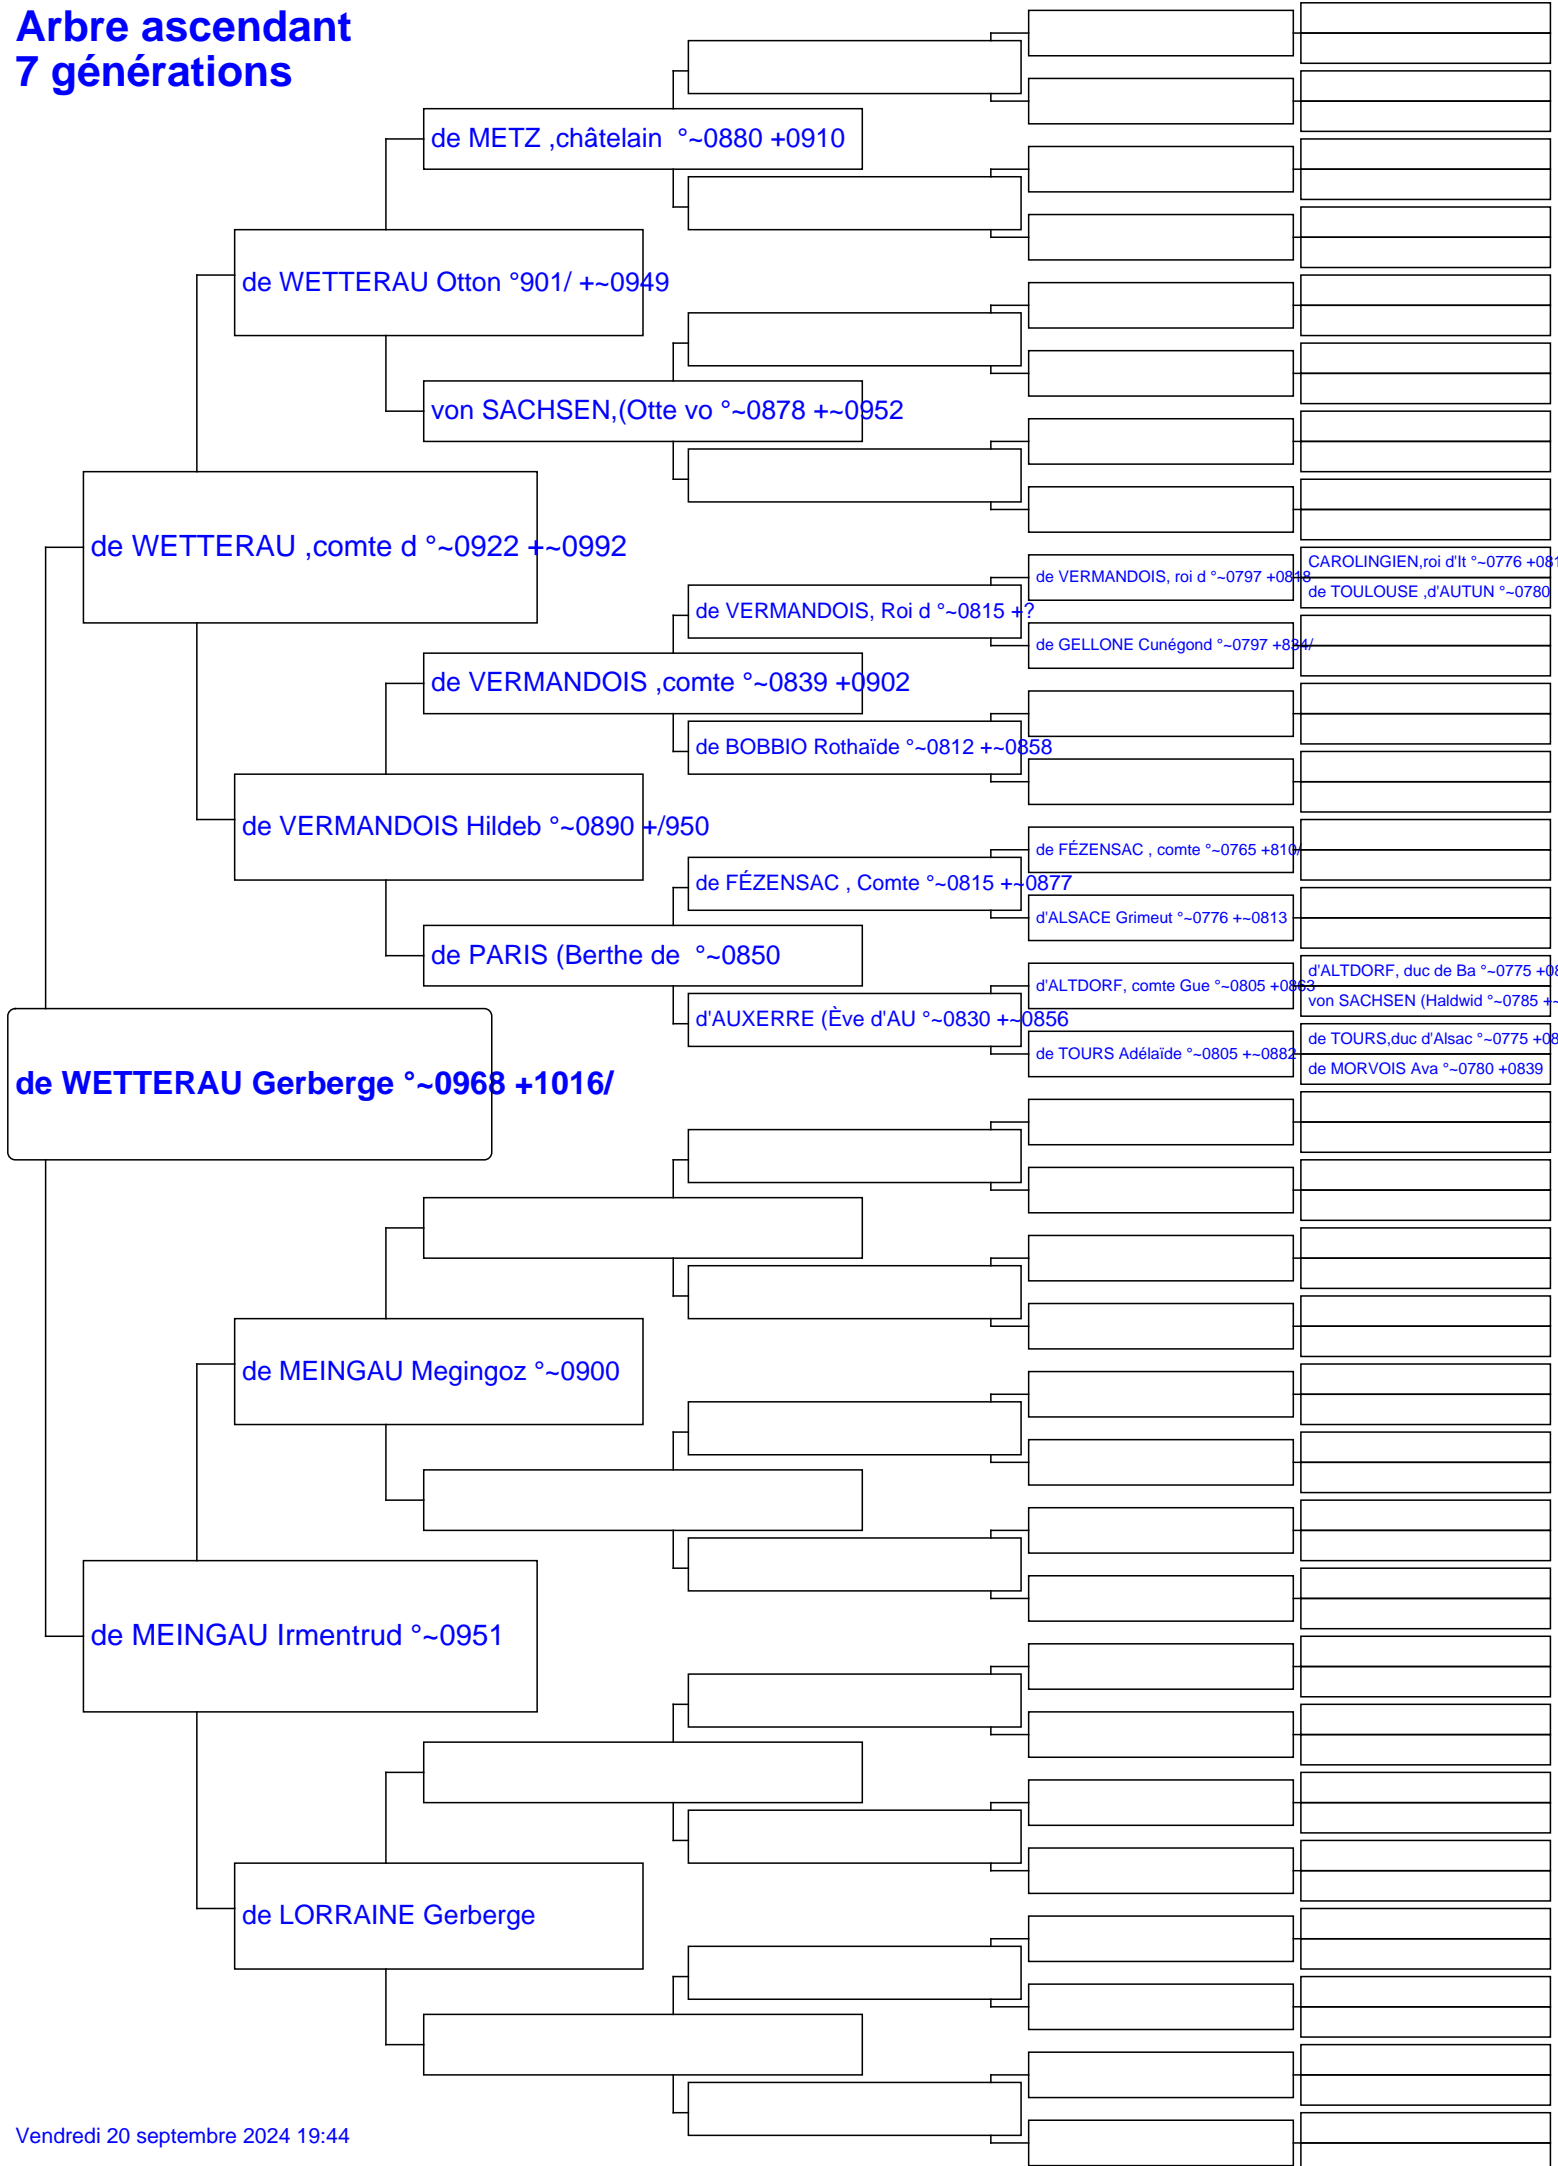 Arbre ascendant
7 générations
de METZ ,châtelain °~0880 +0910
de WETTERAU Otton °901/ +~0949
von SACHSEN,(Otte vo °~0878 +~0952
de WETTERAU ,comte d °~0922 +~0992
CAROLINGIEN,roi d'It °~0776 +081
de VERMANDOIS, roi d °~0797 +0818
de TOULOUSE ,d'AUTUN °~0780
de VERMANDOIS, Roi d °~0815 +?
de GELLONE Cunégond °~0797 +834/
de VERMANDOIS ,comte °~0839 +0902
de BOBBIO Rothaïde °~0812 +~0858
de VERMANDOIS Hildeb °~0890 +/950
de FÉZENSAC , comte °~0765 +810/
de FÉZENSAC , Comte °~0815 +~0877
d'ALSACE Grimeut °~0776 +~0813
de PARIS (Berthe de °~0850
d'ALTDORF, duc de Ba °~0775 +08
d'ALTDORF, comte Gue °~0805 +0863
von SACHSEN (Haldwid °~0785 +~
d'AUXERRE (Ève d'AU °~0830 +~0856
de TOURS,duc d'Alsac °~0775 +08
de TOURS Adélaïde °~0805 +~0882
de MORVOIS Ava °~0780 +0839
de WETTERAU Gerberge °~0968 +1016/
de MEINGAU Megingoz °~0900
de MEINGAU Irmentrud °~0951
de LORRAINE Gerberge
Vendredi 20 septembre 2024 19:44